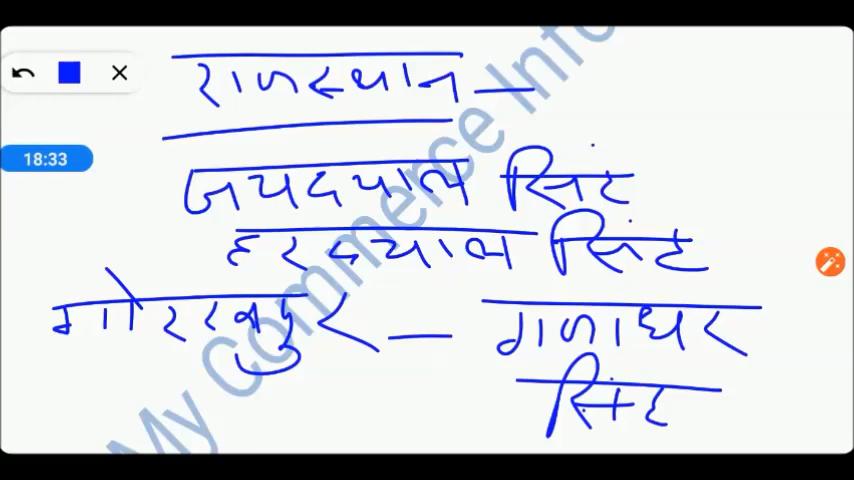 My Commerce Info
राजस्थान —
18:33
जयदयाल सिंह
हरदयाल सिंह
गोरखपुर — गजाधर
सिंह